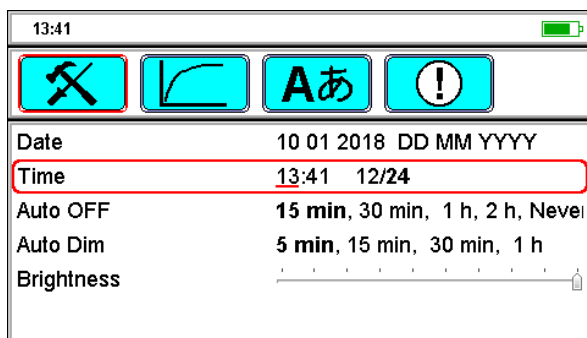 13:41
Aあ
Date 10 01 2018 DD MM YYYY
Time 13:41 12/24
Auto OFF 15 min, 30 min, 1 h, 2 h, Never
Auto Dim 5 min, 15 min, 30 min, 1 h
Brightness